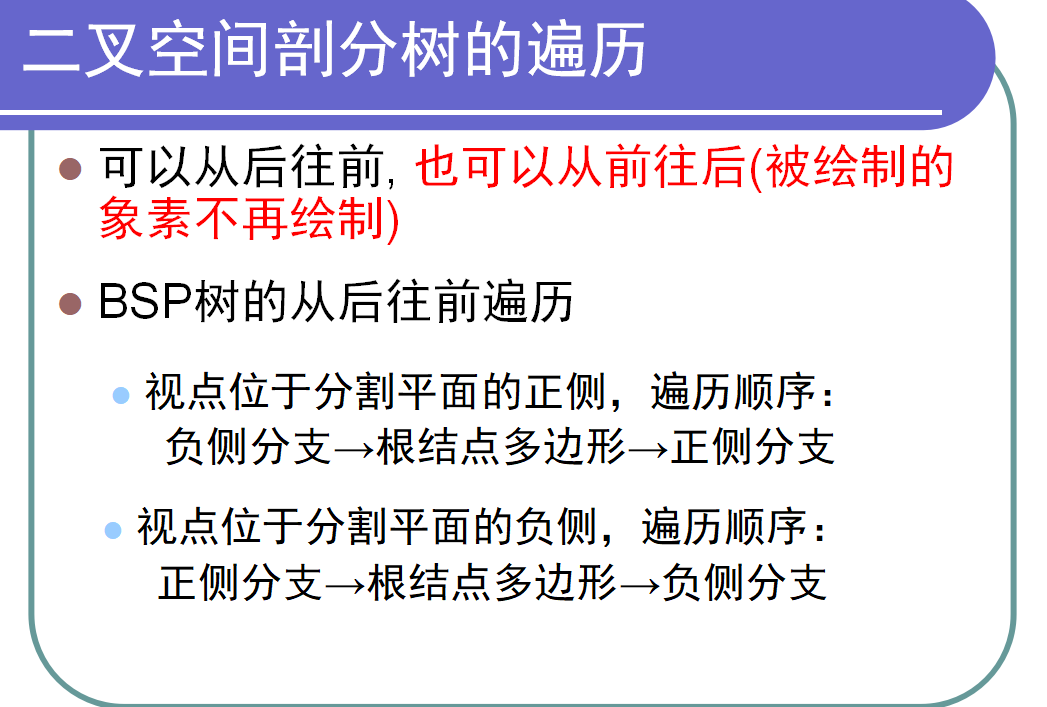 二叉空间剖分树的遍历
可以从后往前, 也可以从前往后(被绘制的
象素不再绘制)
BSP树的从后往前遍历
视点位于分割平面的正侧，遍历顺序：
负侧分支→根结点多边形→正侧分支
视点位于分割平面的负侧，遍历顺序：
正侧分支→根结点多边形→负侧分支